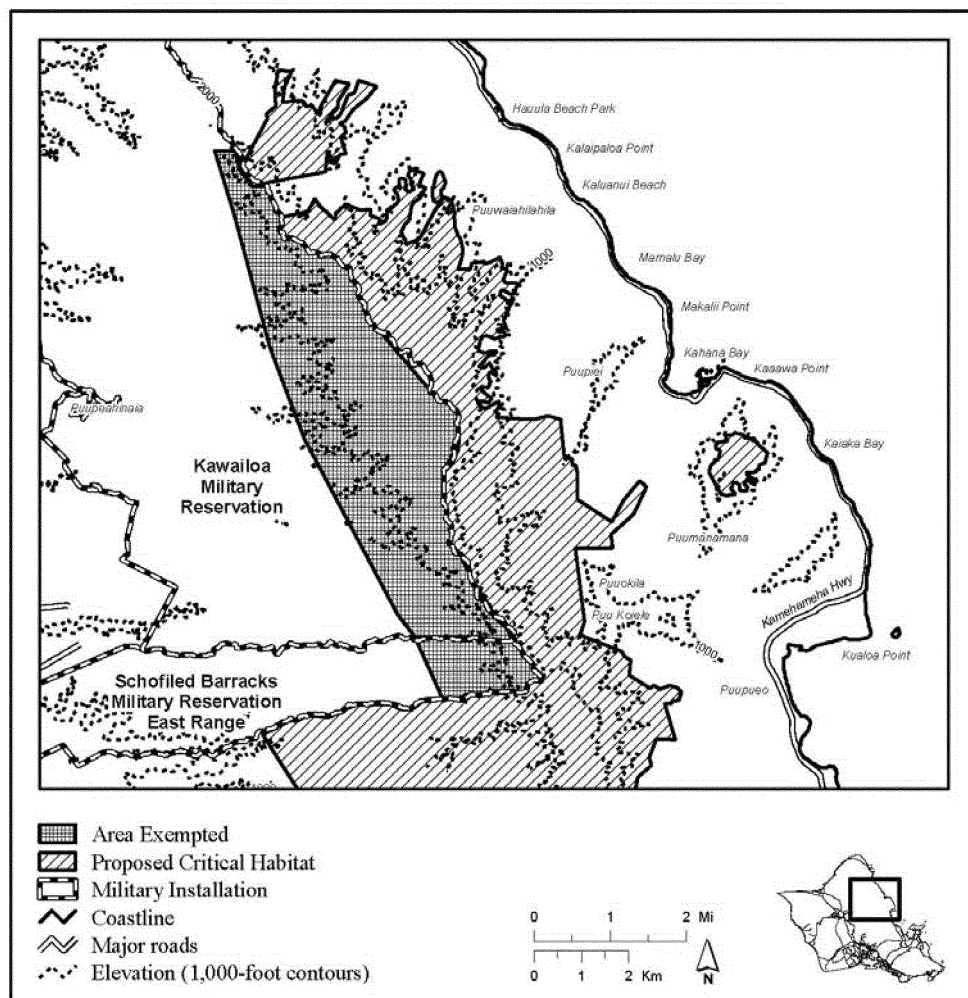 2000
Hauula Beach Park
Kalaipaloa Point
Kaluanui Beach
Puuwaiahilahila
1000
Mamalu Bay
Makalii Point
Kahana Bay
Puupiei
Kaaawa Point
Puupeahinaia
Kaiaka Bay
Kawailoa
Military
Reservation
Puumanamana
Puuokila
Puu Koiele
Kamehameha Hwy
1000
Kualoa Point
Schofiled Barracks
Military Reservation
East Range
Puupueo
1000
Area Exempted
Proposed Critical Habitat
Military Installation
Coastline
Major roads
Elevation (1,000-foot contours)
0 1 2 Mi
0 1 2 Km
N